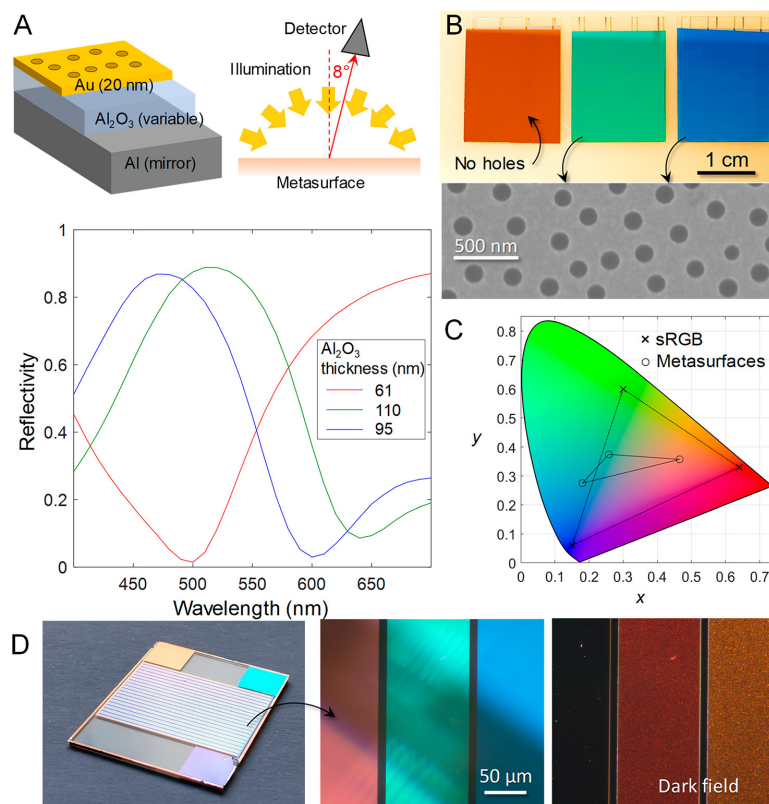 A
Detector
Illumination
8°
Au (20 nm)
Al₂O₃ (variable)
Al (mirror)
Metasurface
B
No holes
1 cm
500 nm
1
0.8
0.6
0.4
0.2
0
Reflectivity
Al₂O₃
thickness (nm)
61
110
95
450 500 550 600 650
Wavelength (nm)
C
0.8
0.7
0.6
0.5
0.4
0.3
0.2
0.1
0
y
sRGB
Metasurfaces
0 0.1 0.2 0.3 0.4 0.5 0.6 0.7
x
D
50 μm
Dark field